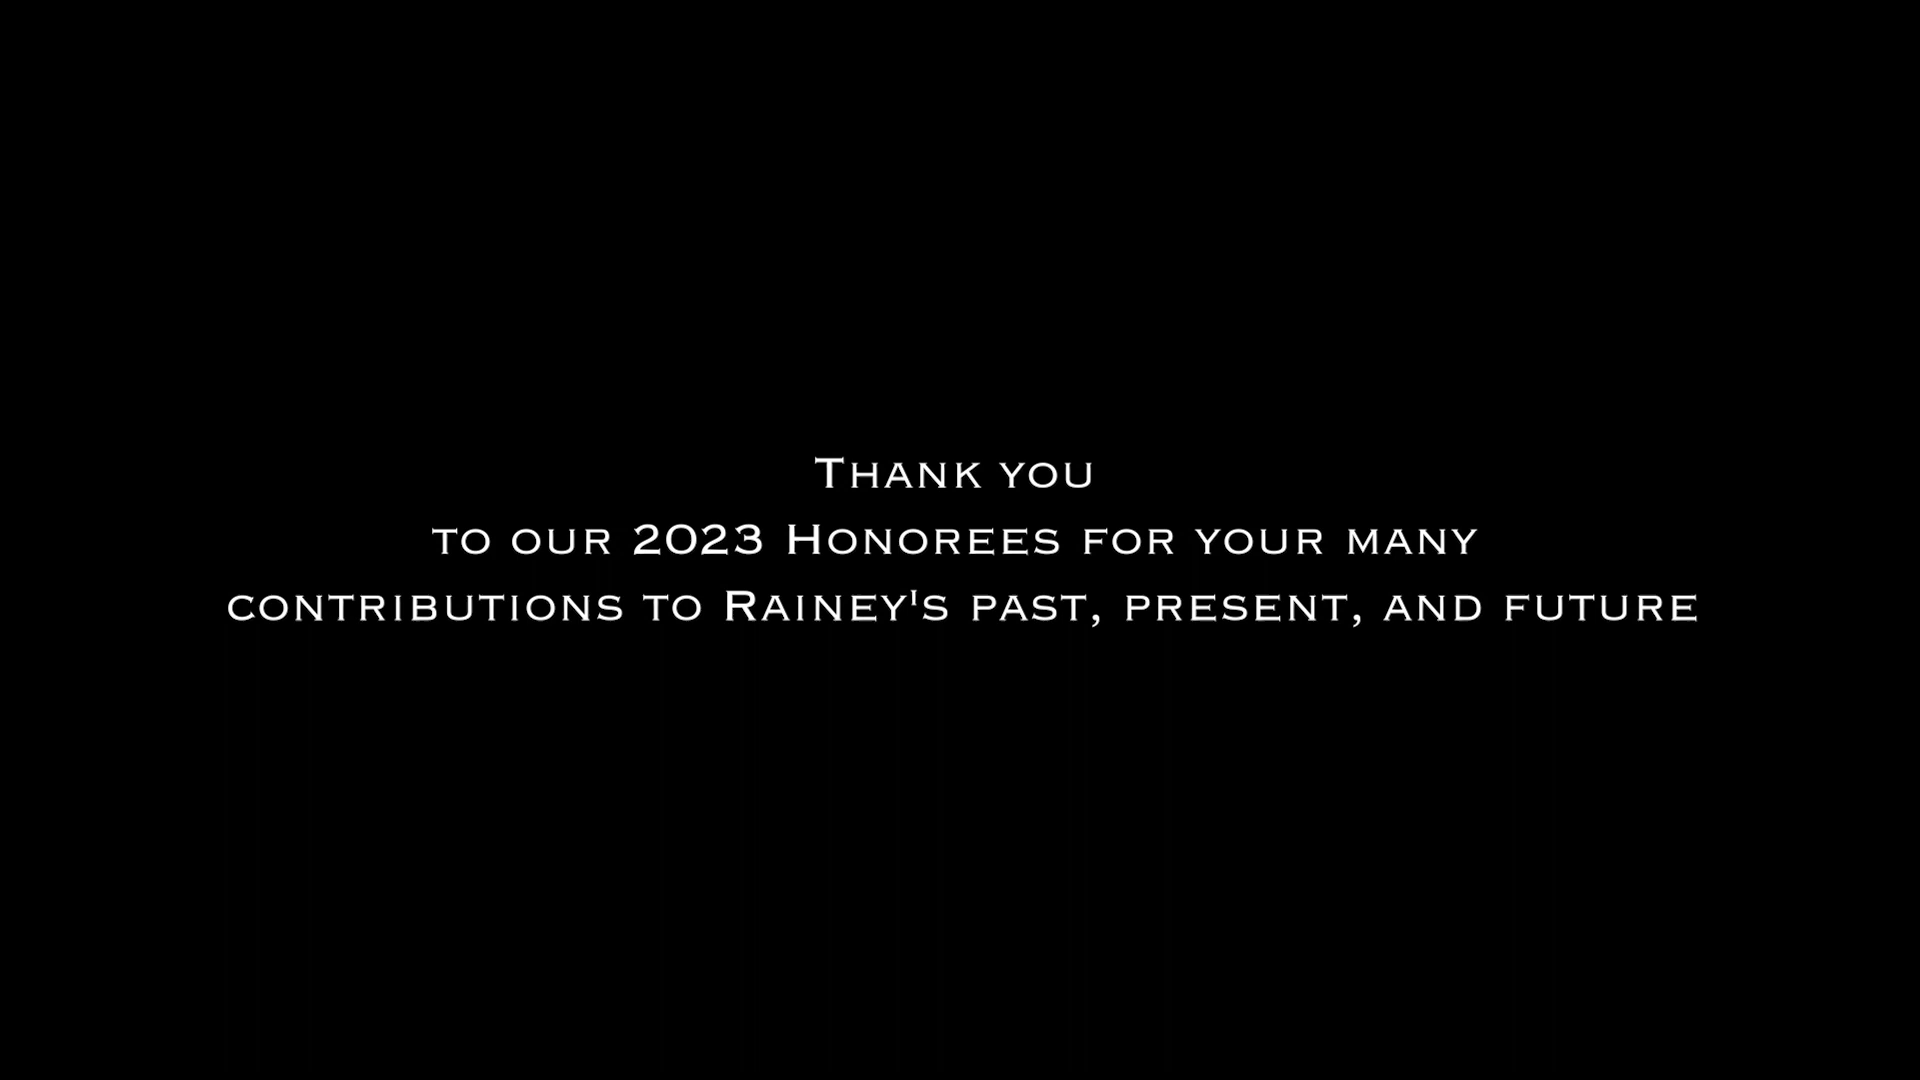 Thank you
to our 2023 Honorees for your many
contributions to Rainey's past, present, and future